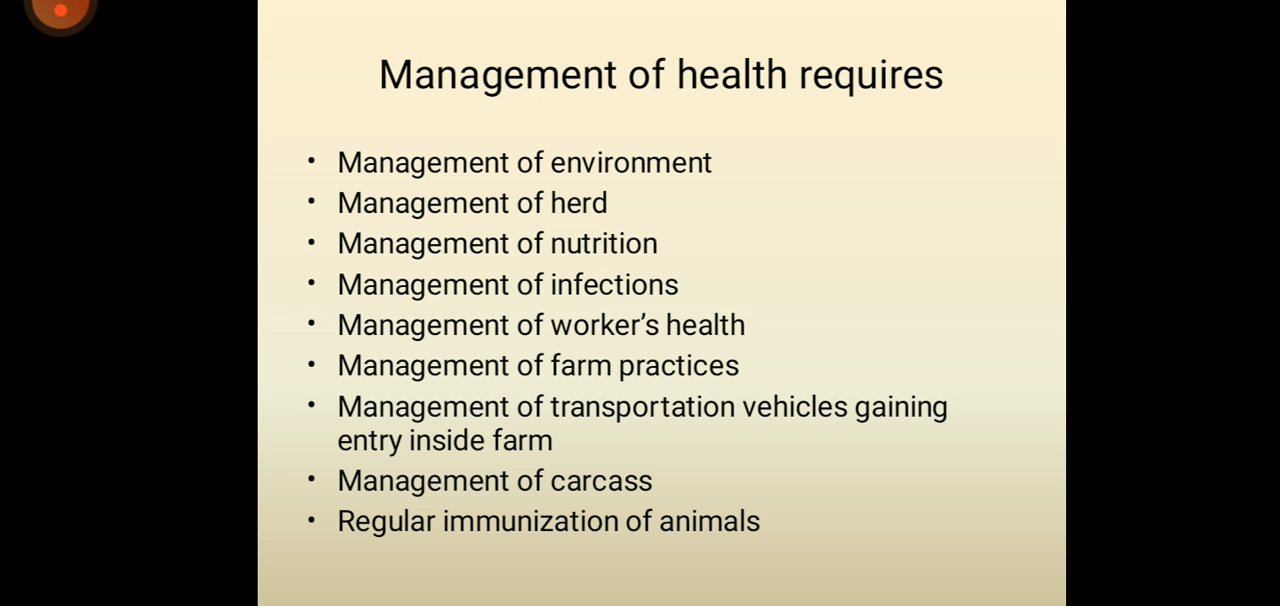 Management of health requires
• Management of environment
• Management of herd
• Management of nutrition
• Management of infections
• Management of worker’s health
• Management of farm practices
• Management of transportation vehicles gaining
entry inside farm
• Management of carcass
• Regular immunization of animals